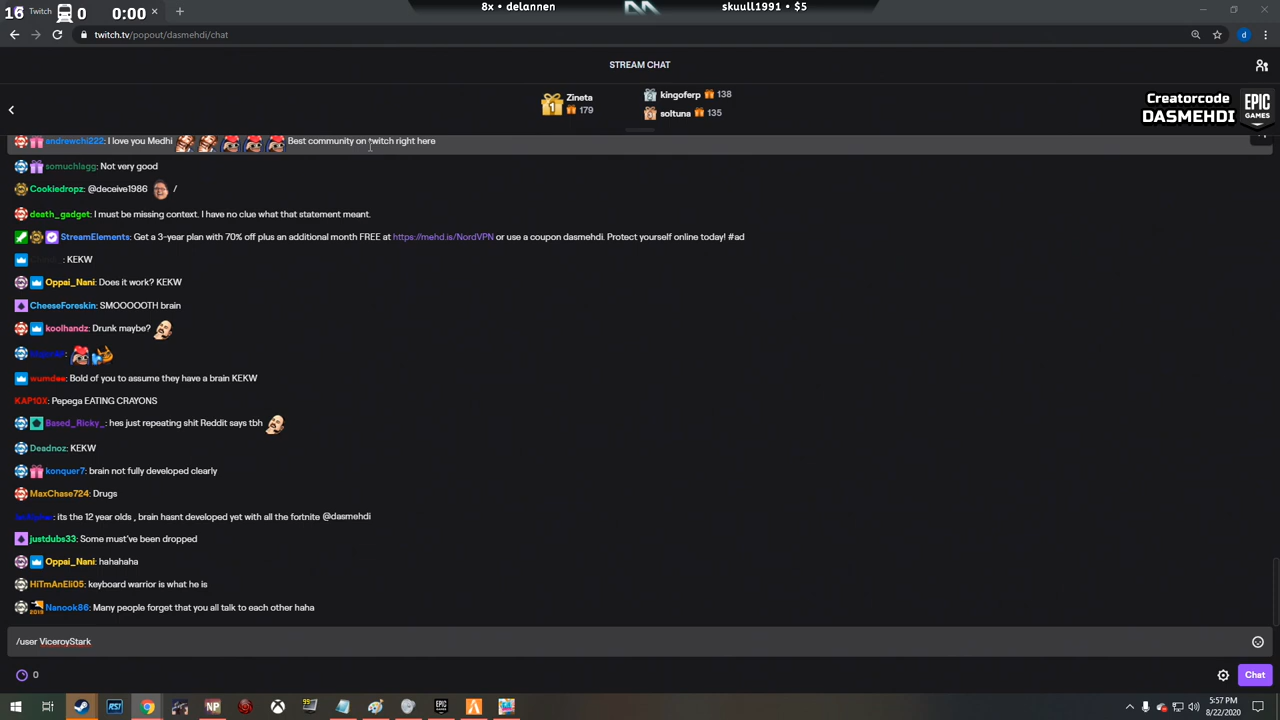 16 Twitch 0 0:00
8x • delannen
skuull1991 • $5
twitch.tv/popout/dasmehdi/chat
STREAM CHAT
Zineta
179
kingoferp 138
soltuna 135
Creatorcode
DASMEHDI
EPIC
GAMES
andrewchi222: I love you Medhi Best community on twitch right here
somuchlagg: Not very good
Cookiedropz: @deceive1986 /
death_gadget: I must be missing context. I have no clue what that statement meant.
StreamElements: Get a 3-year plan with 70% off plus an additional month FREE at https://mehd.is/NordVPN or use a coupon dasmehdi. Protect yourself online today! #ad
: KEKW
Oppai_Nani: Does it work? KEKW
CheeseForeskin: SMOOOOOTH brain
koolhandz: Drunk maybe?
wumdee: Bold of you to assume they have a brain KEKW
KAP10X: Pepega EATING CRAYONS
Based_Ricky_: hes just repeating shit Reddit says tbh
Deadnoz: KEKW
konquer7: brain not fully developed clearly
MaxChase724: Drugs
: its the 12 year olds , brain hasnt developed yet with all the fortnite @dasmehdi
justdubs33: Some must've been dropped
Oppai_Nani: hahahaha
HiTmAnEli05: keyboard warrior is what he is
2019 Nanook86: Many people forget that you all talk to each other haha
/user ViceroyStark
0
Chat
5:57 PM
8/22/2020